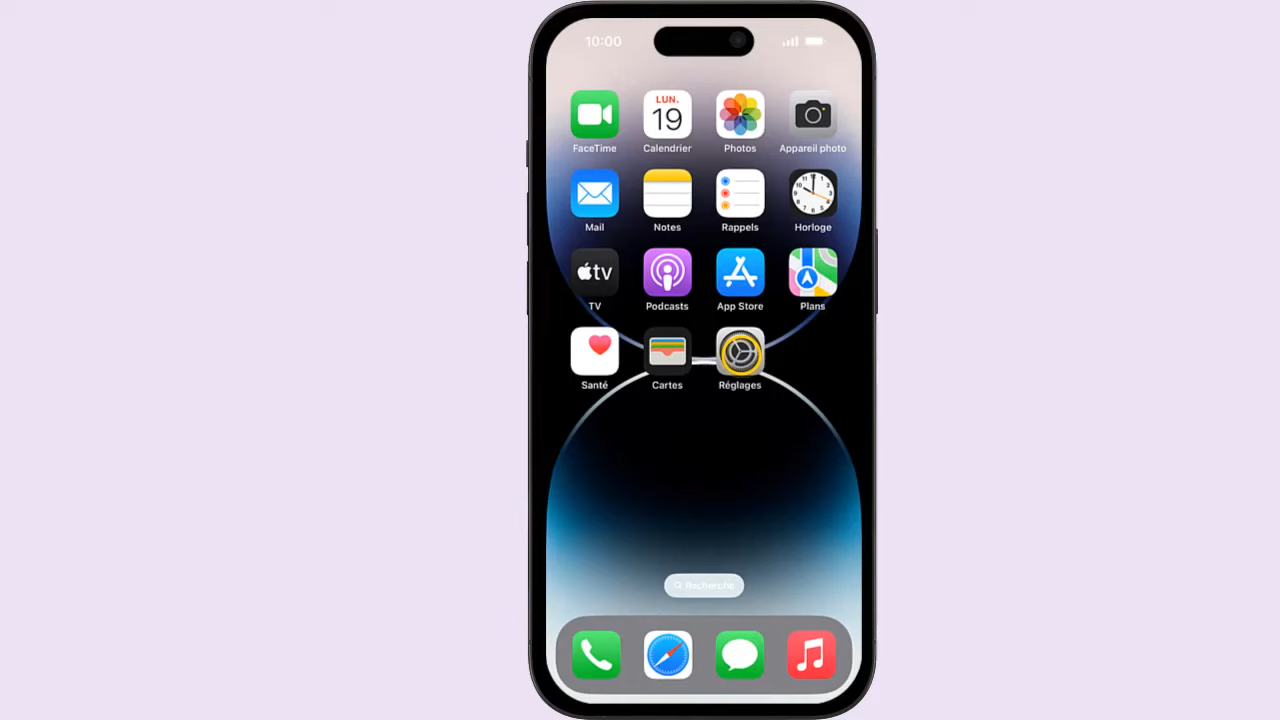 10:00
LUN.
19
FaceTime
Calendrier
Photos
Appareil photo
Mail
Notes
Rappels
Horloge
tv
TV
Podcasts
App Store
Plans
Santé
Cartes
Réglages
Recherche